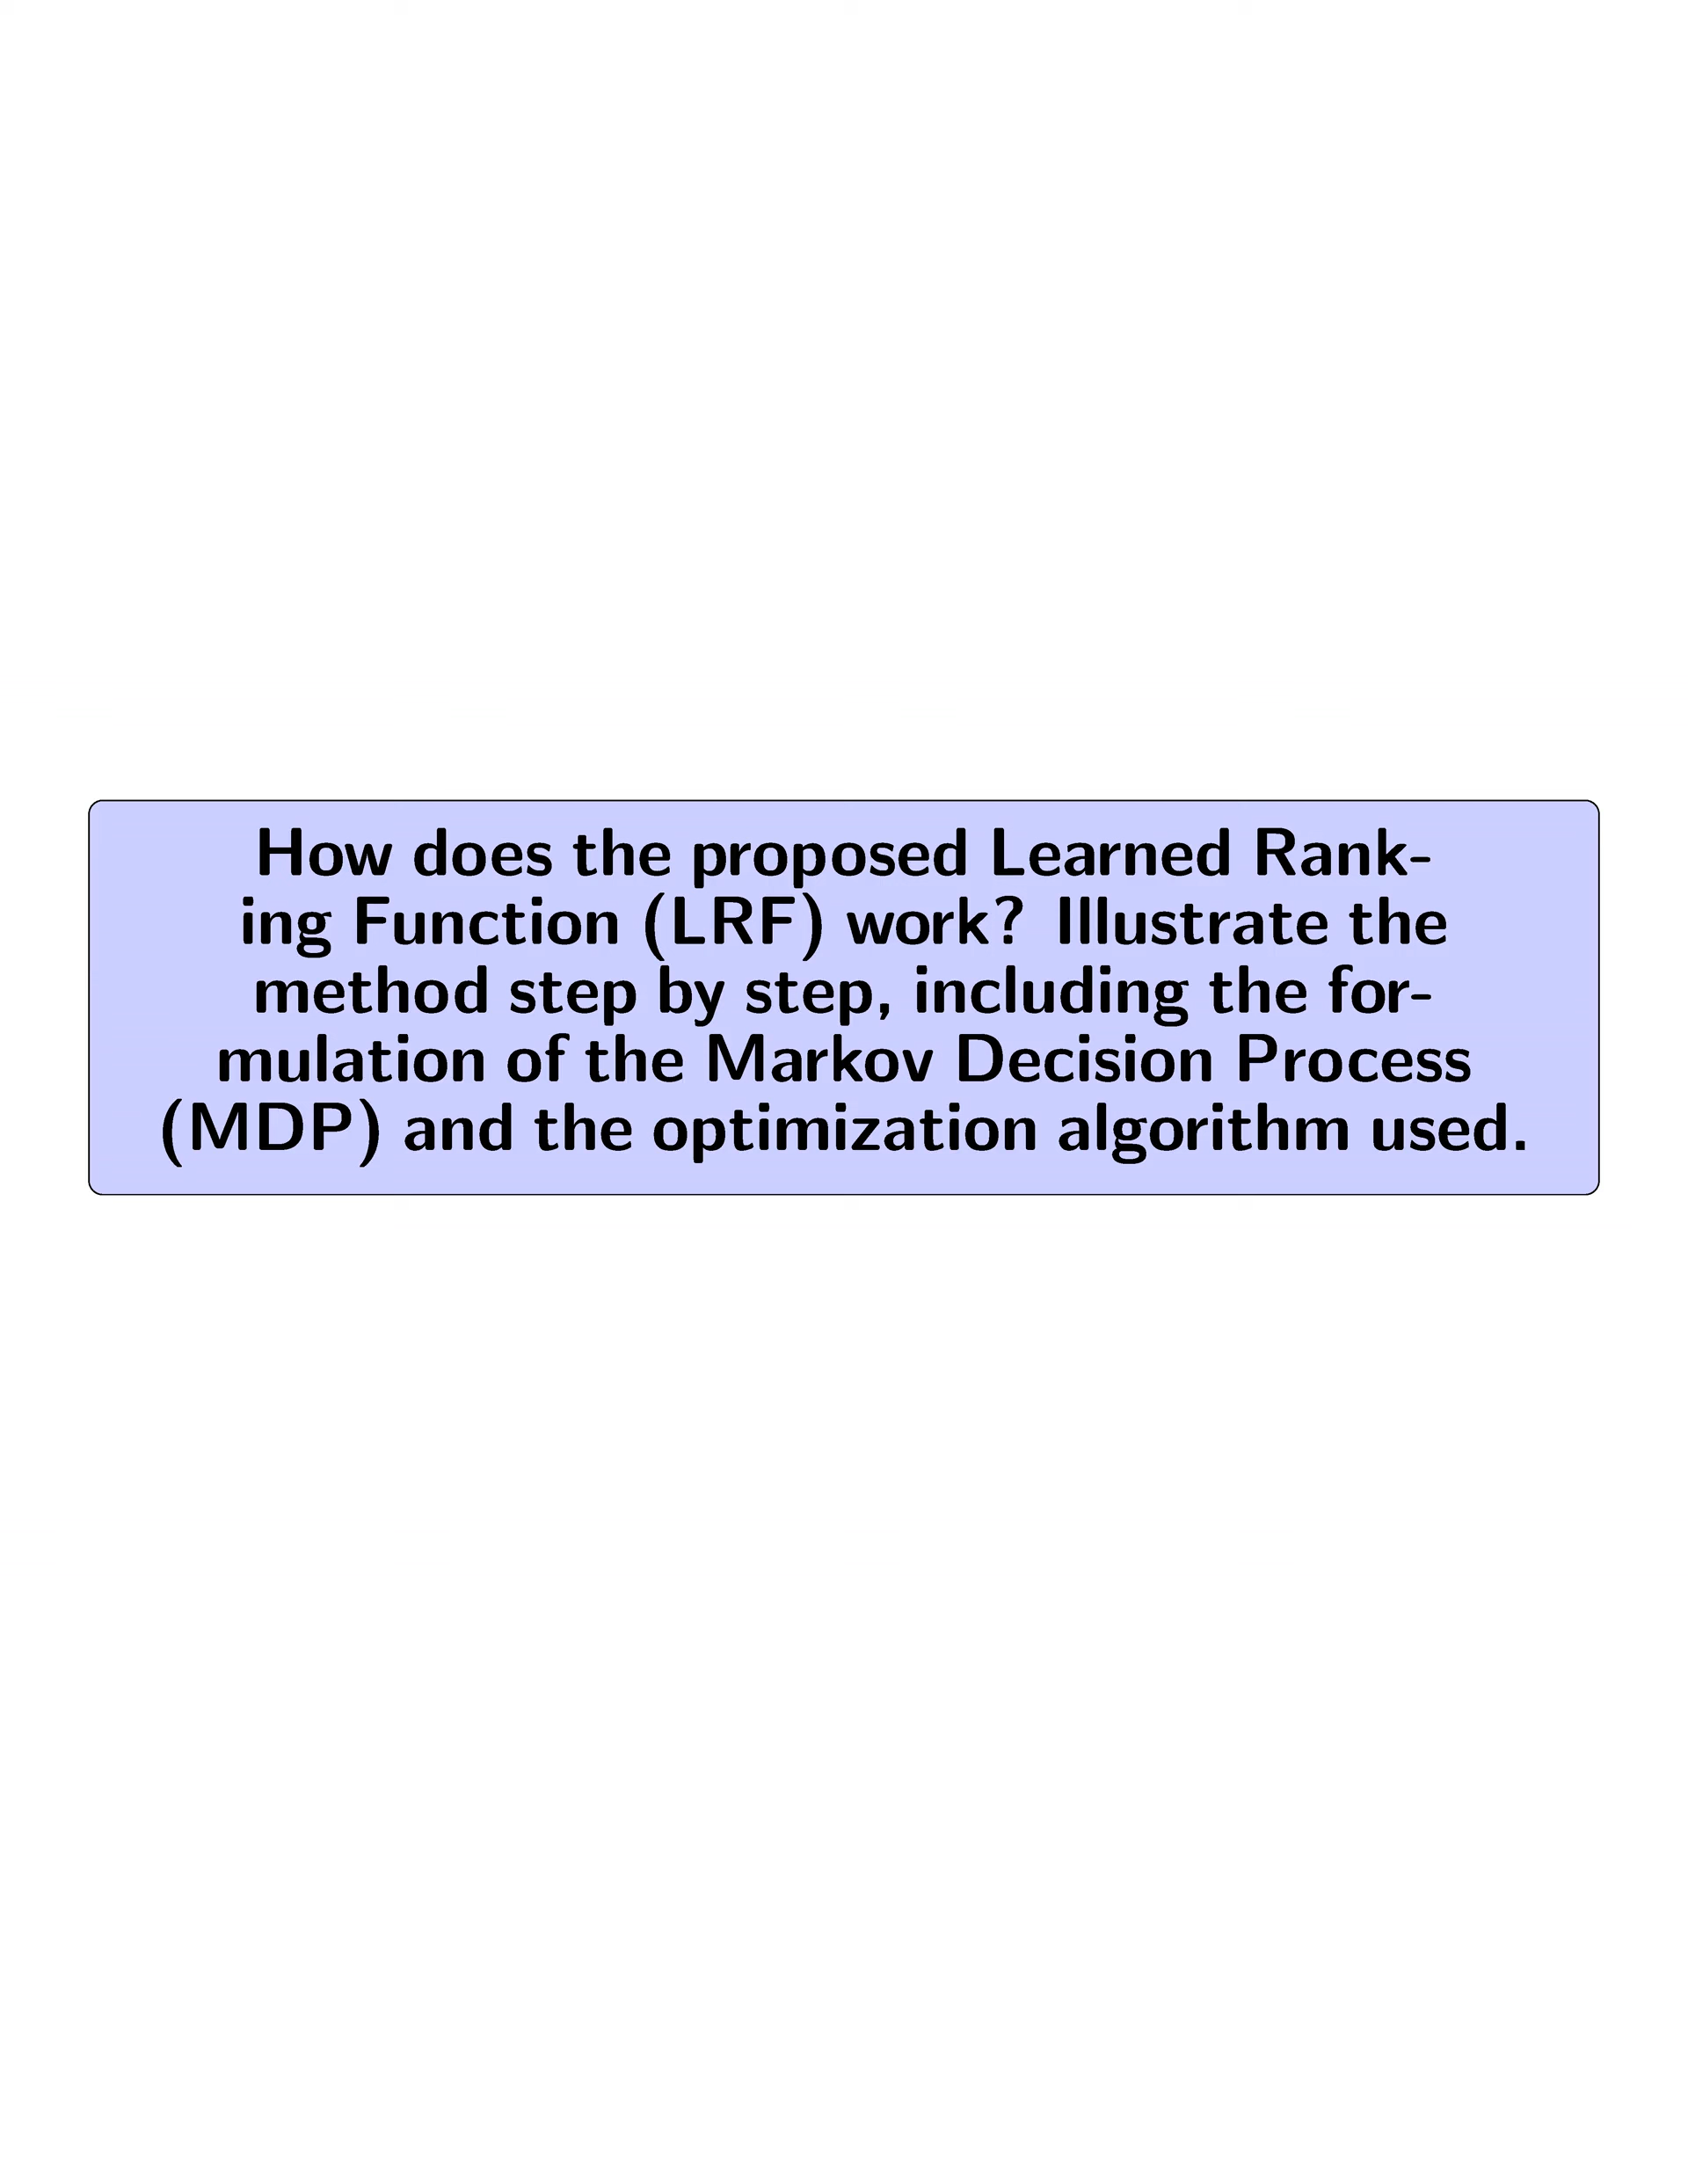 How does the proposed Learned Rank-
ing Function (LRF) work? Illustrate the
method step by step, including the for-
mulation of the Markov Decision Process
(MDP) and the optimization algorithm used.